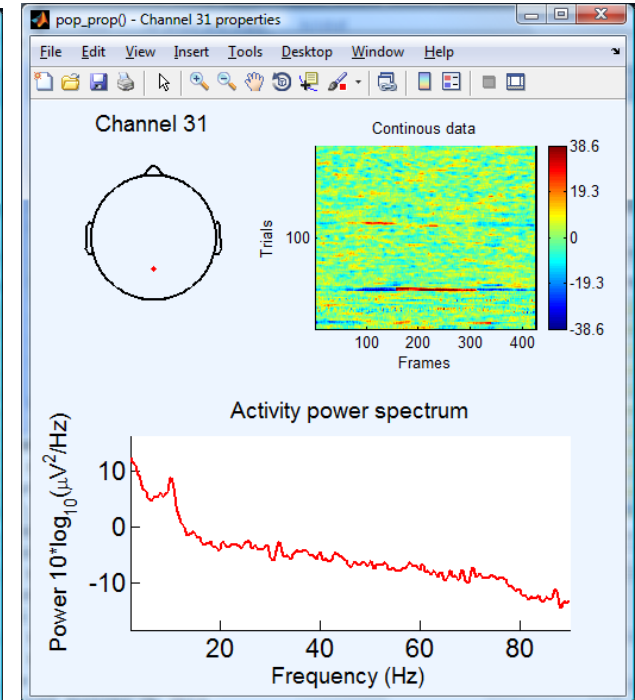 pop_prop() - Channel 31 properties
File Edit View Insert Tools Desktop Window Help
Channel 31
Continous data
Trials
100
100 200 300 400
Frames
38.6
19.3
0
-19.3
-38.6
Activity power spectrum
Power 10*log10(μV²/Hz)
10
0
-10
20 40 60 80
Frequency (Hz)